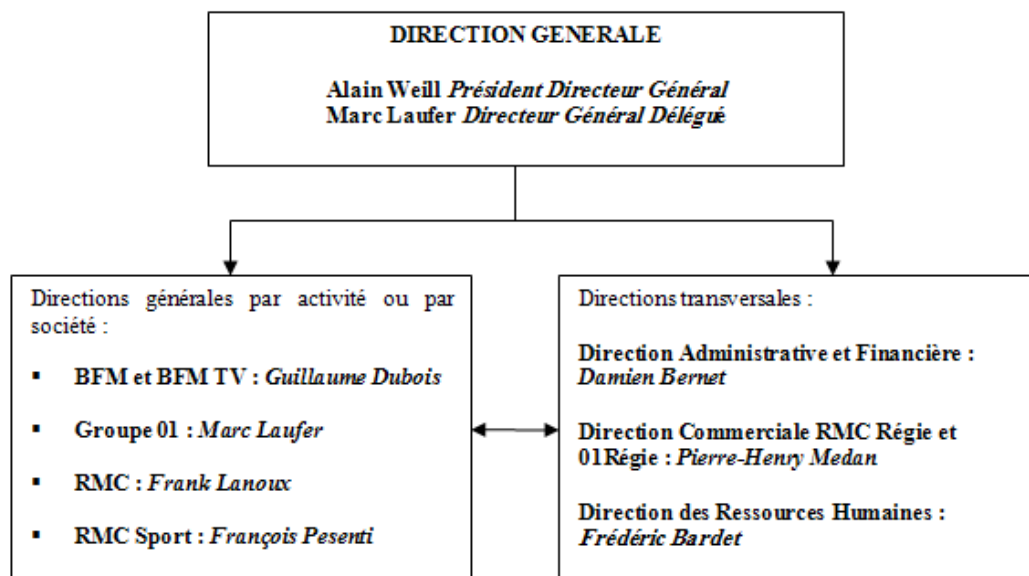 DIRECTION GENERALE
Alain Weill Président Directeur Général
Marc Laufer Directeur Général Délégué
Directions générales par activité ou par
société :
▪ BFM et BFM TV : Guillaume Dubois
▪ Groupe 01 : Marc Laufer
▪ RMC : Frank Lanoux
▪ RMC Sport : François Pesenti
Directions transversales :
Direction Administrative et Financière :
Damien Bernet
Direction Commerciale RMC Régie et
01Régie : Pierre-Henry Medan
Direction des Ressources Humaines :
Frédéric Bardet